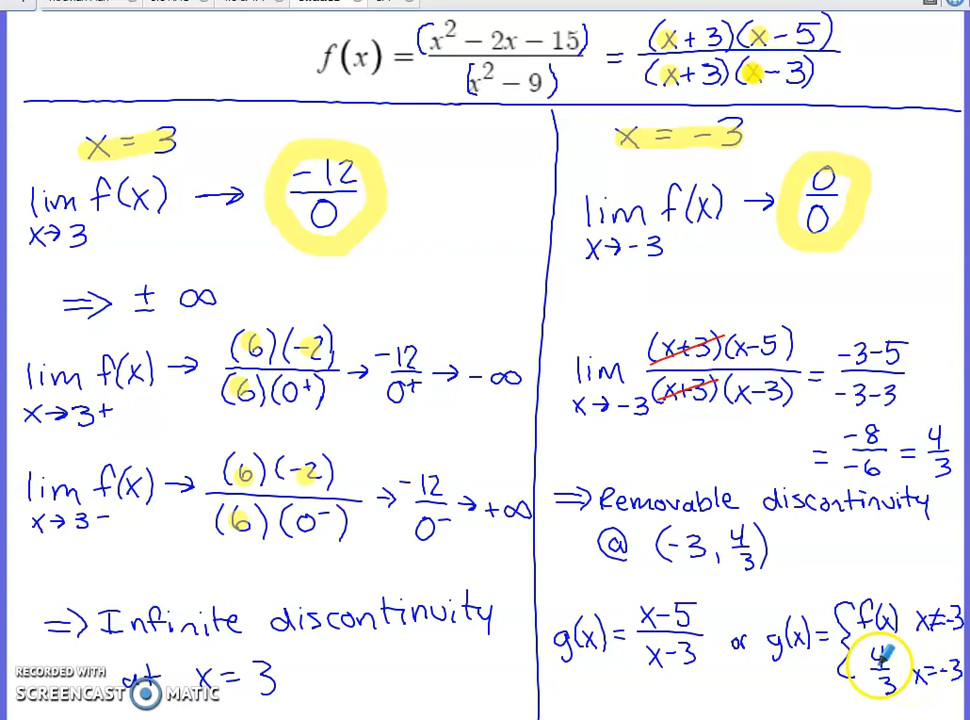 f(x) = (x² − 2x − 15)/(x² − 9) = (x+3)(x−5)/(x+3)(x−3)
x = 3
lim x→3 f(x) → −12/0
⟹ ± ∞
lim x→3+ f(x) → (6)(−2)/(6)(0+) → −12/0+ → −∞
lim x→3− f(x) → (6)(−2)/(6)(0−) → −12/0− → +∞
⟹ Infinite discontinuity
at x = 3
x = −3
lim x→−3 f(x) → 0/0
lim x→−3 (x+3)(x−5)/(x+3)(x−3) = −3−5/−3−3
= −8/−6 = 4/3
⟹ Removable discontinuity
@ (−3, 4/3)
g(x) = x−5/x−3 or g(x) = { f(x) x≠−3
4/3 x=−3
RECORDED WITH
SCREENCAST MATIC